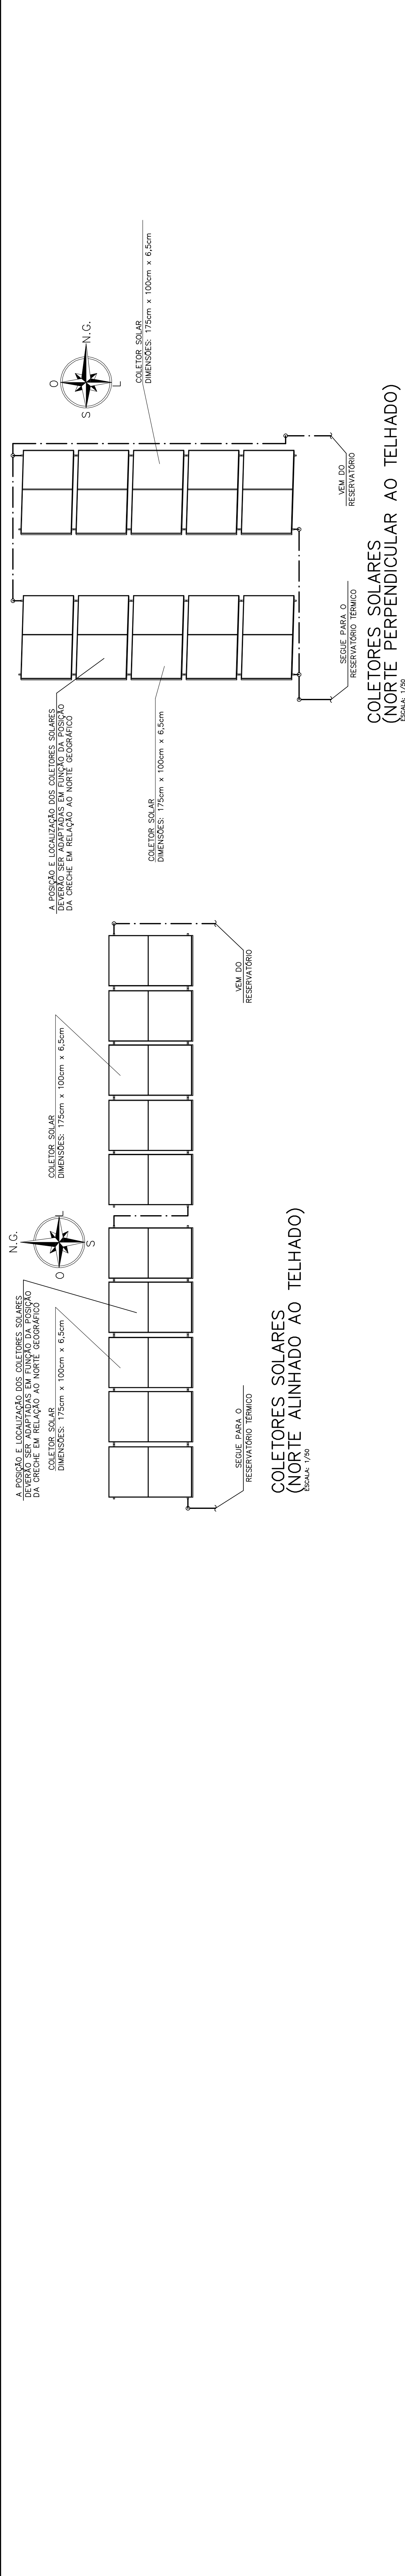 A POSIÇÃO E LOCALIZAÇÃO DOS COLETORES SOLARES
DEVERÃO SER ADAPTADAS EM FUNÇÃO DA POSIÇÃO
DA CRECHE EM RELAÇÃO AO NORTE GEOGRÁFICO
COLETOR SOLAR
DIMENSÕES: 175cm x 100cm x 6,5cm
N.G.
O
L
S
COLETOR SOLAR
DIMENSÕES: 175cm x 100cm x 6,5cm
SEGUE PARA O
RESERVATÓRIO TÉRMICO
VEM DO
RESERVATÓRIO
COLETORES SOLARES
(NORTE ALINHADO AO TELHADO)
ESCALA: 1/50
A POSIÇÃO E LOCALIZAÇÃO DOS COLETORES SOLARES
DEVERÃO SER ADAPTADAS EM FUNÇÃO DA POSIÇÃO
DA CRECHE EM RELAÇÃO AO NORTE GEOGRÁFICO
COLETOR SOLAR
DIMENSÕES: 175cm x 100cm x 6,5cm
O
S
N.G.
L
COLETOR SOLAR
DIMENSÕES: 175cm x 100cm x 6,5cm
SEGUE PARA O
RESERVATÓRIO TÉRMICO
VEM DO
RESERVATÓRIO
COLETORES SOLARES
(NORTE PERPENDICULAR AO TELHADO)
ESCALA: 1/50